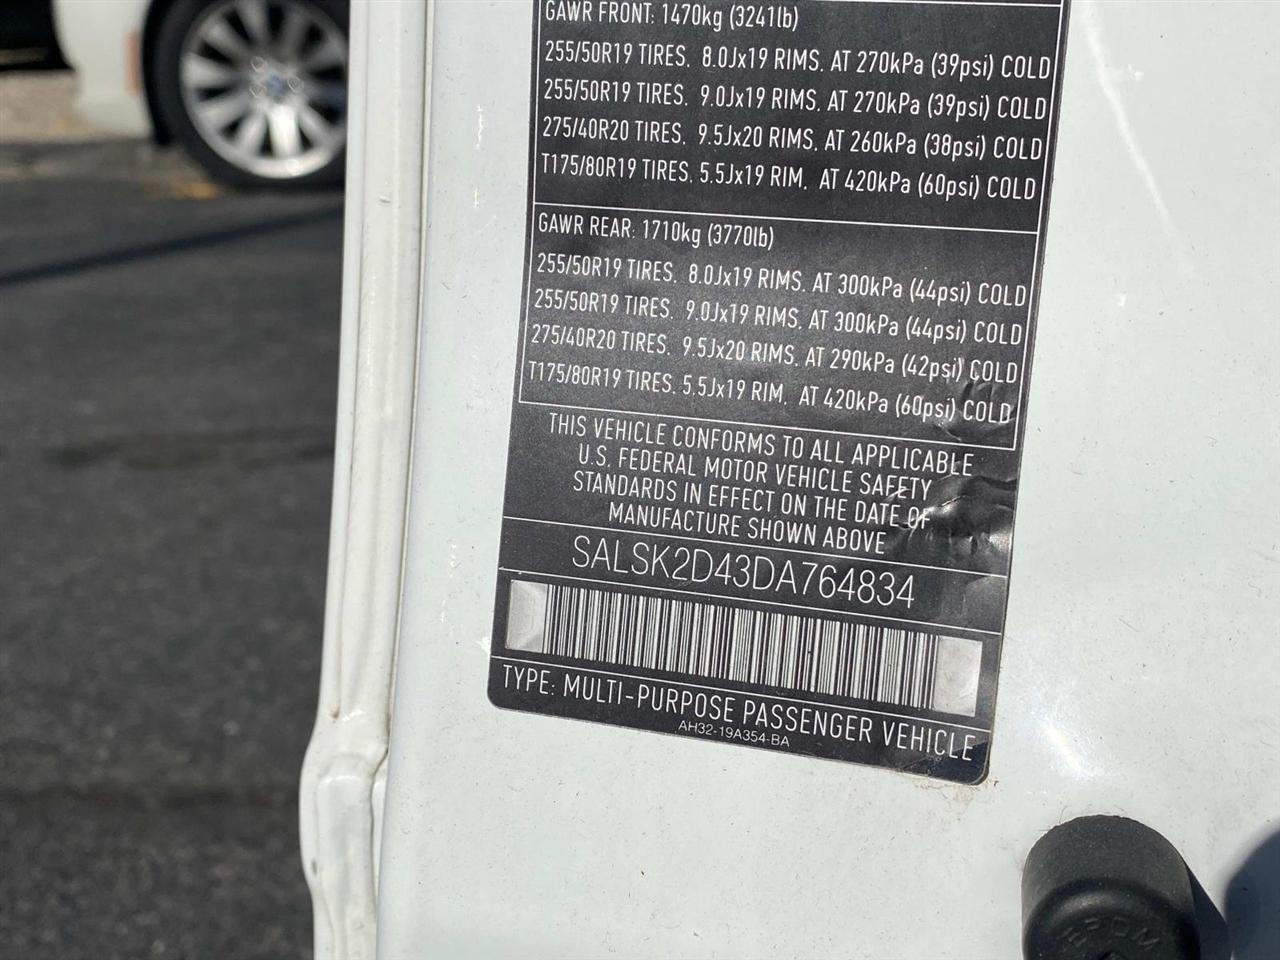 GAWR FRONT: 1470kg (3241lb)
255/50R19 TIRES, 8.0Jx19 RIMS, AT 270kPa (39psi) COLD
255/50R19 TIRES, 9.0Jx19 RIMS, AT 270kPa (39psi) COLD
275/40R20 TIRES, 9.5Jx20 RIMS, AT 260kPa (38psi) COLD
T175/80R19 TIRES, 5.5Jx19 RIM, AT 420kPa (60psi) COLD
GAWR REAR: 1710kg (3770lb)
255/50R19 TIRES, 8.0Jx19 RIMS, AT 300kPa (44psi) COLD
255/50R19 TIRES, 9.0Jx19 RIMS, AT 300kPa (44psi) COLD
275/40R20 TIRES, 9.5Jx20 RIMS, AT 290kPa (42psi) COLD
T175/80R19 TIRES, 5.5Jx19 RIM, AT 420kPa (60psi) COLD
THIS VEHICLE CONFORMS TO ALL APPLICABLE
U.S. FEDERAL MOTOR VEHICLE SAFETY
STANDARDS IN EFFECT ON THE DATE OF
MANUFACTURE SHOWN ABOVE
SALSK2D43DA764834
TYPE: MULTI-PURPOSE PASSENGER VEHICLE
AH32-19A354-BA
EPDM